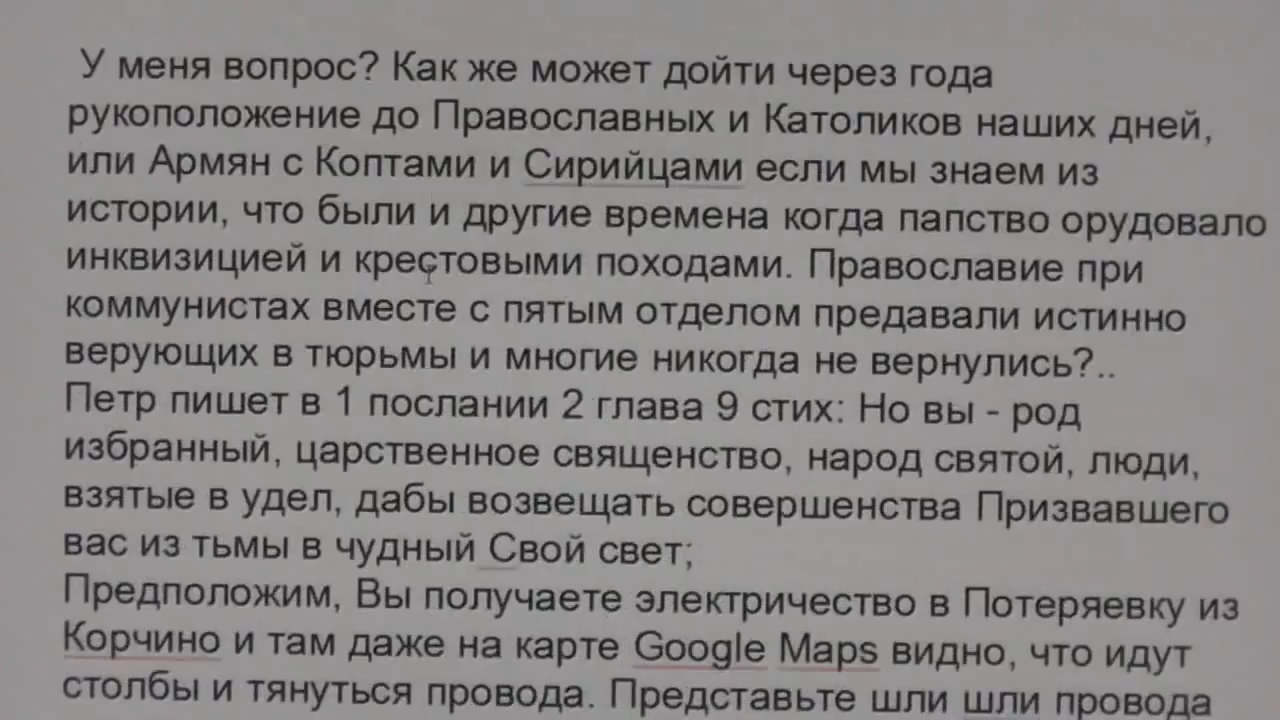 У меня вопрос? Как же может дойти через года
рукоположение до Православных и Католиков наших дней,
или Армян с Коптами и Сирийцами если мы знаем из
истории, что были и другие времена когда папство орудовало
инквизицией и крестовыми походами. Православие при
коммунистах вместе с пятым отделом предавали истинно
верующих в тюрьмы и многие никогда не вернулись?..
Петр пишет в 1 послании 2 глава 9 стих: Но вы - род
избранный, царственное священство, народ святой, люди,
взятые в удел, дабы возвещать совершенства Призвавшего
вас из тьмы в чудный Свой свет;
Предположим, Вы получаете электричество в Потеряевку из
Корчино и там даже на карте Google Maps видно, что идут
столбы и тянуться провода. Представьте шли шли провода